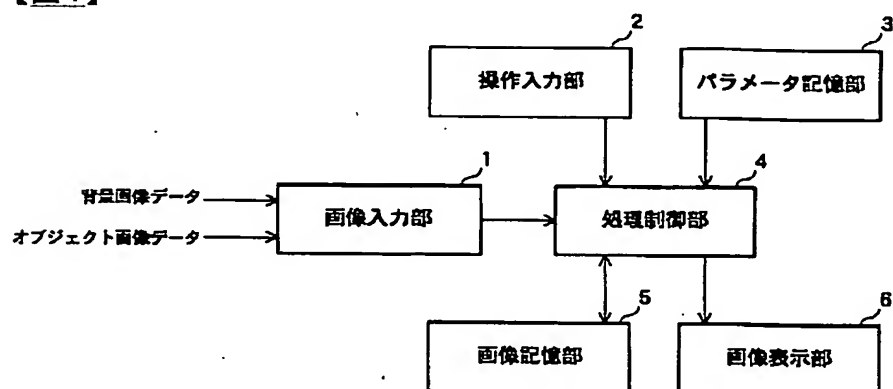 2
3
操作入力部
パラメータ記憶部
1
4
背景画像データ
画像入力部
処理制御部
オブジェクト画像データ
5
6
画像記憶部
画像表示部